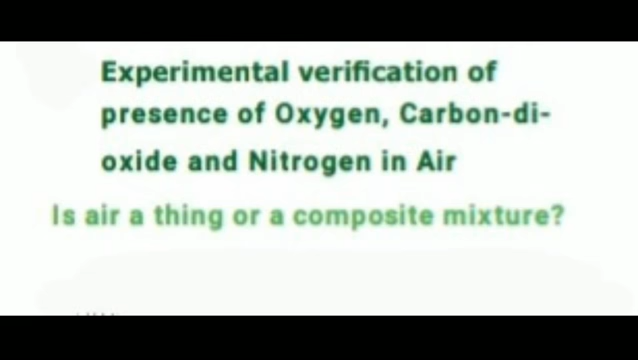 Experimental verification of
presence of Oxygen, Carbon-di-
oxide and Nitrogen in Air
Is air a thing or a composite mixture?